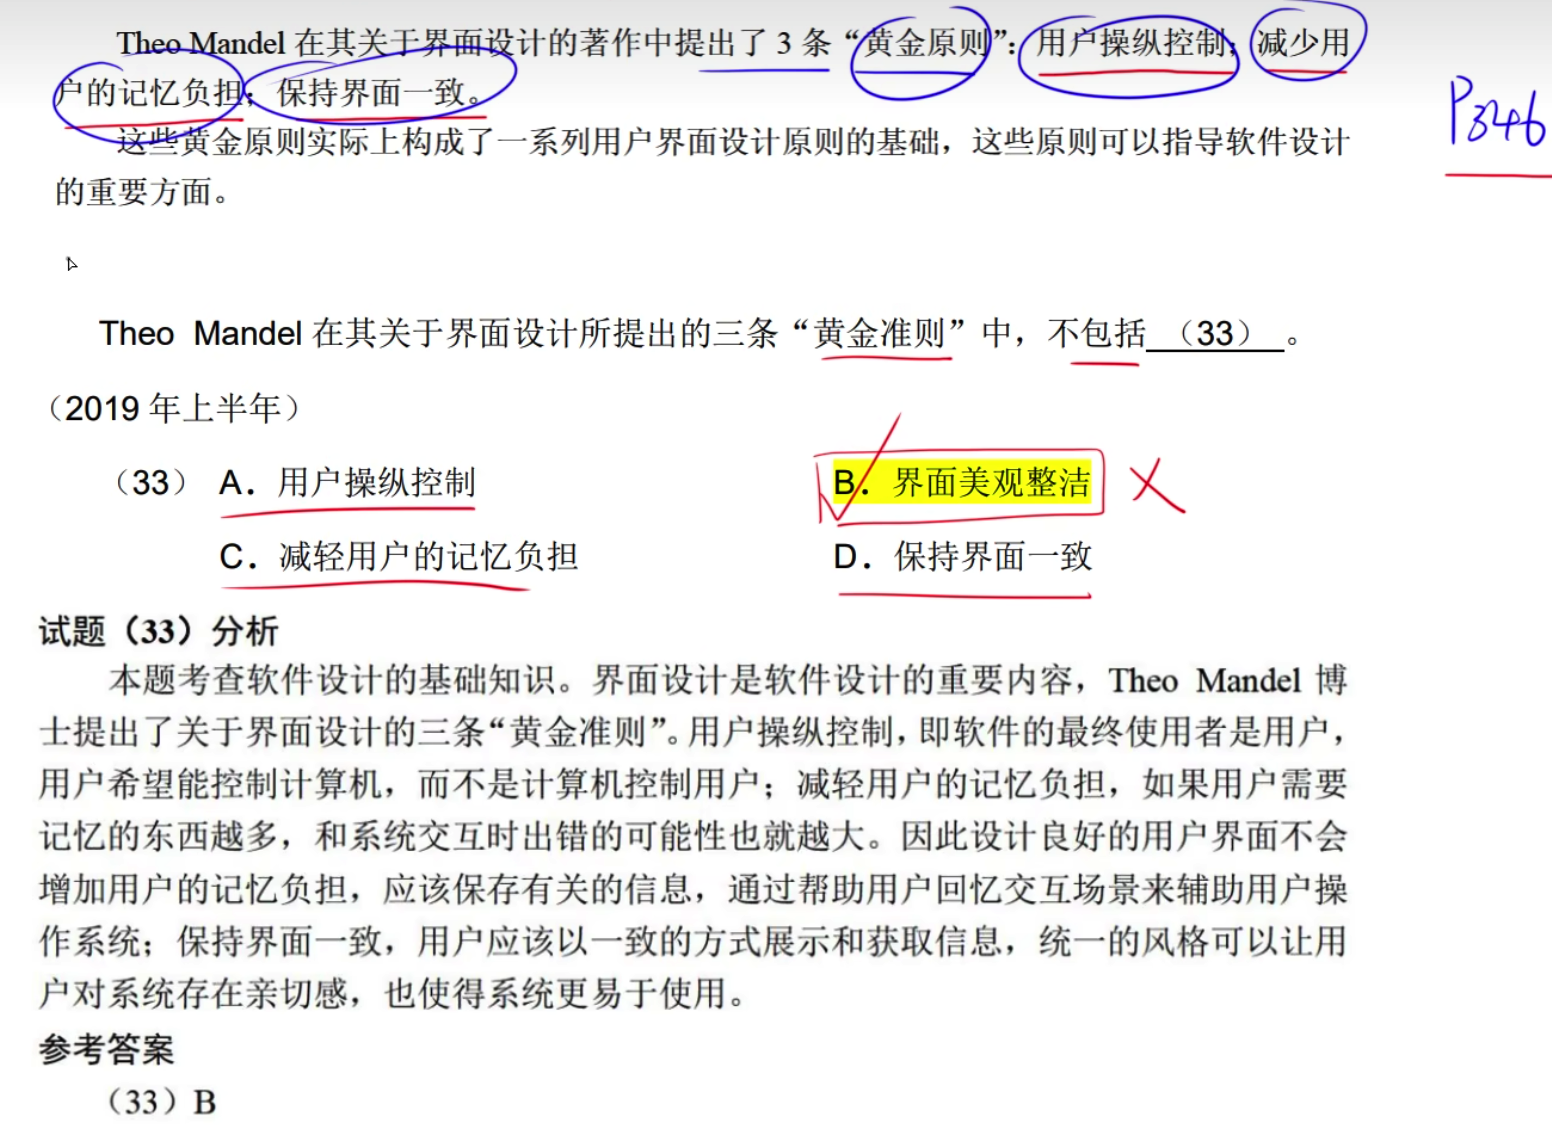 Theo Mandel 在其关于界面设计的著作中提出了 3 条“黄金原则”：用户操纵控制；减少用
户的记忆负担；保持界面一致。
这些黄金原则实际上构成了一系列用户界面设计原则的基础，这些原则可以指导软件设计
的重要方面。
P346
Theo Mandel 在其关于界面设计所提出的三条“黄金准则”中，不包括 （33） 。
（2019 年上半年）
（33） A．用户操纵控制 B．界面美观整洁
C．减轻用户的记忆负担 D．保持界面一致
试题（33）分析
本题考查软件设计的基础知识。界面设计是软件设计的重要内容，Theo Mandel 博
士提出了关于界面设计的三条“黄金准则”。用户操纵控制，即软件的最终使用者是用户，
用户希望能控制计算机，而不是计算机控制用户；减轻用户的记忆负担，如果用户需要
记忆的东西越多，和系统交互时出错的可能性也就越大。因此设计良好的用户界面不会
增加用户的记忆负担，应该保存有关的信息，通过帮助用户回忆交互场景来辅助用户操
作系统；保持界面一致，用户应该以一致的方式展示和获取信息，统一的风格可以让用
户对系统存在亲切感，也使得系统更易于使用。
参考答案
（33）B